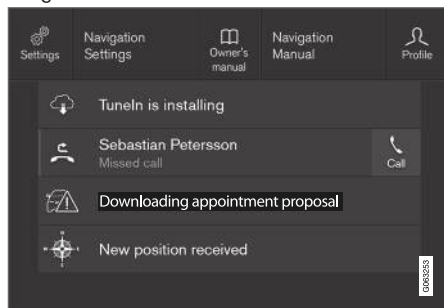 Settings
Navigation
Settings
Owner's
manual
Navigation
Manual
Profile
TuneIn is installing
Sebastian Petersson
Missed call
Call
Downloading appointment proposal
New position received
G063253